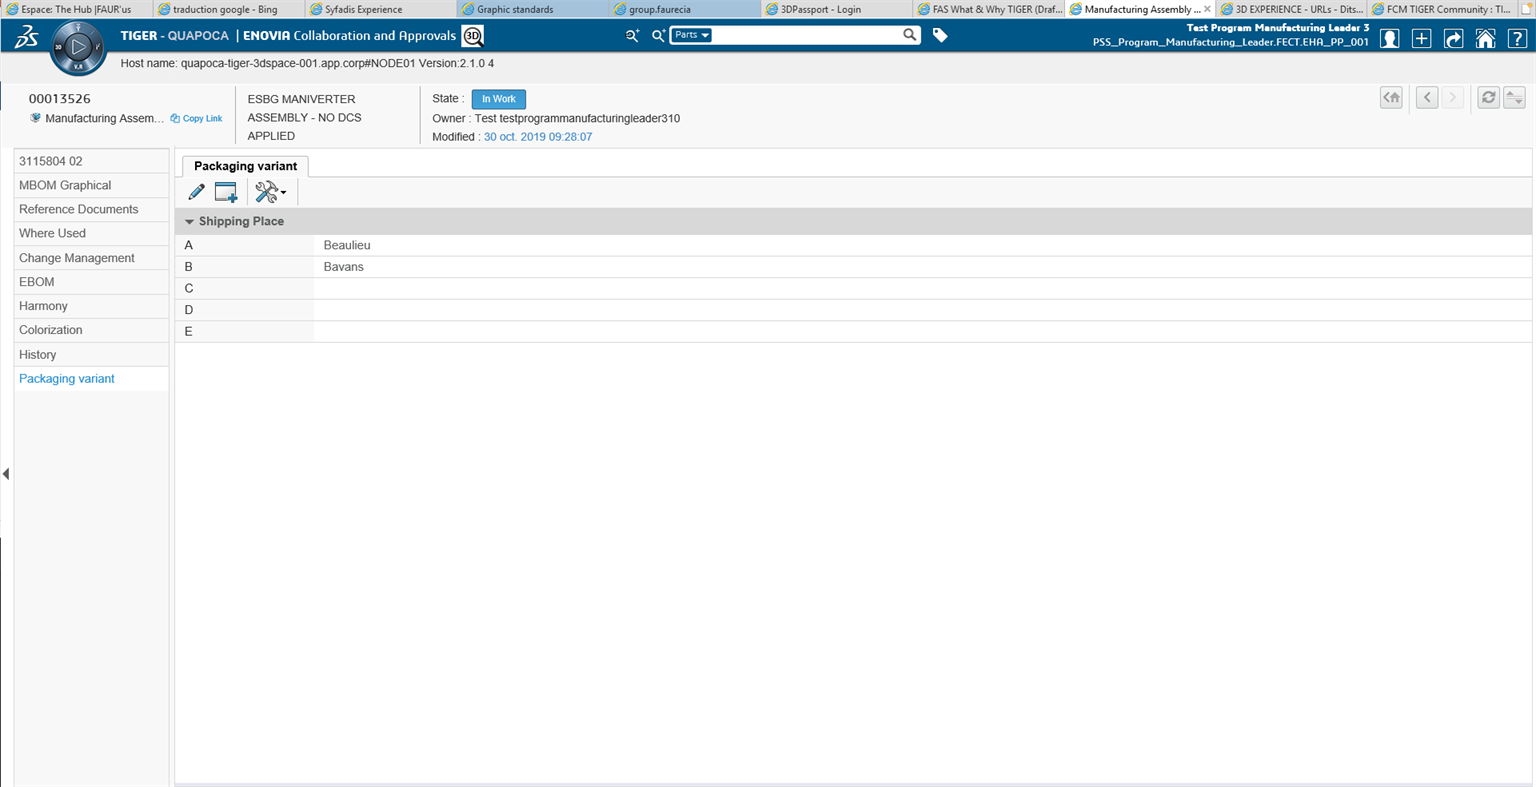 Espace: The Hub |FAUR'us
traduction google - Bing
Syfadis Experience
Graphic standards
group.faurecia
3DPassport - Login
FAS What & Why TIGER (Draf...
Manufacturing Assembly ...
3D EXPERIENCE - URLs - Dits...
FCM TIGER Community : TI...
TIGER - QUAPOCA | ENOVIA Collaboration and Approvals
3D
Parts
Test Program Manufacturing Leader 3
PSS_Program_Manufacturing_Leader.FECT.EHA_PP_001
3D
V.R
Host name: quapoca-tiger-3dspace-001.app.corp#NODE01 Version:2.1.0 4
00013526
Manufacturing Assem... Copy Link
ESBG MANIVERTER
ASSEMBLY - NO DCS
APPLIED
State : In Work
Owner : Test testprogrammanufacturingleader310
Modified : 30 oct. 2019 09:28:07
3115804 02
MBOM Graphical
Reference Documents
Where Used
Change Management
EBOM
Harmony
Colorization
History
Packaging variant
Packaging variant
Shipping Place
A Beaulieu
B Bavans
C
D
E